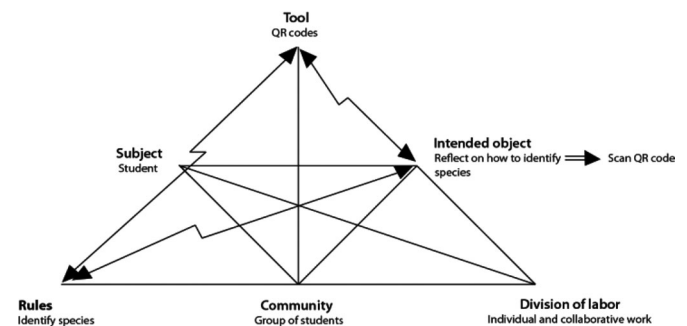 Tool
QR codes
Subject
Student
Intended object
Reflect on how to identify
species
Scan QR code
Rules
Identify species
Community
Group of students
Division of labor
Individual and collaborative work